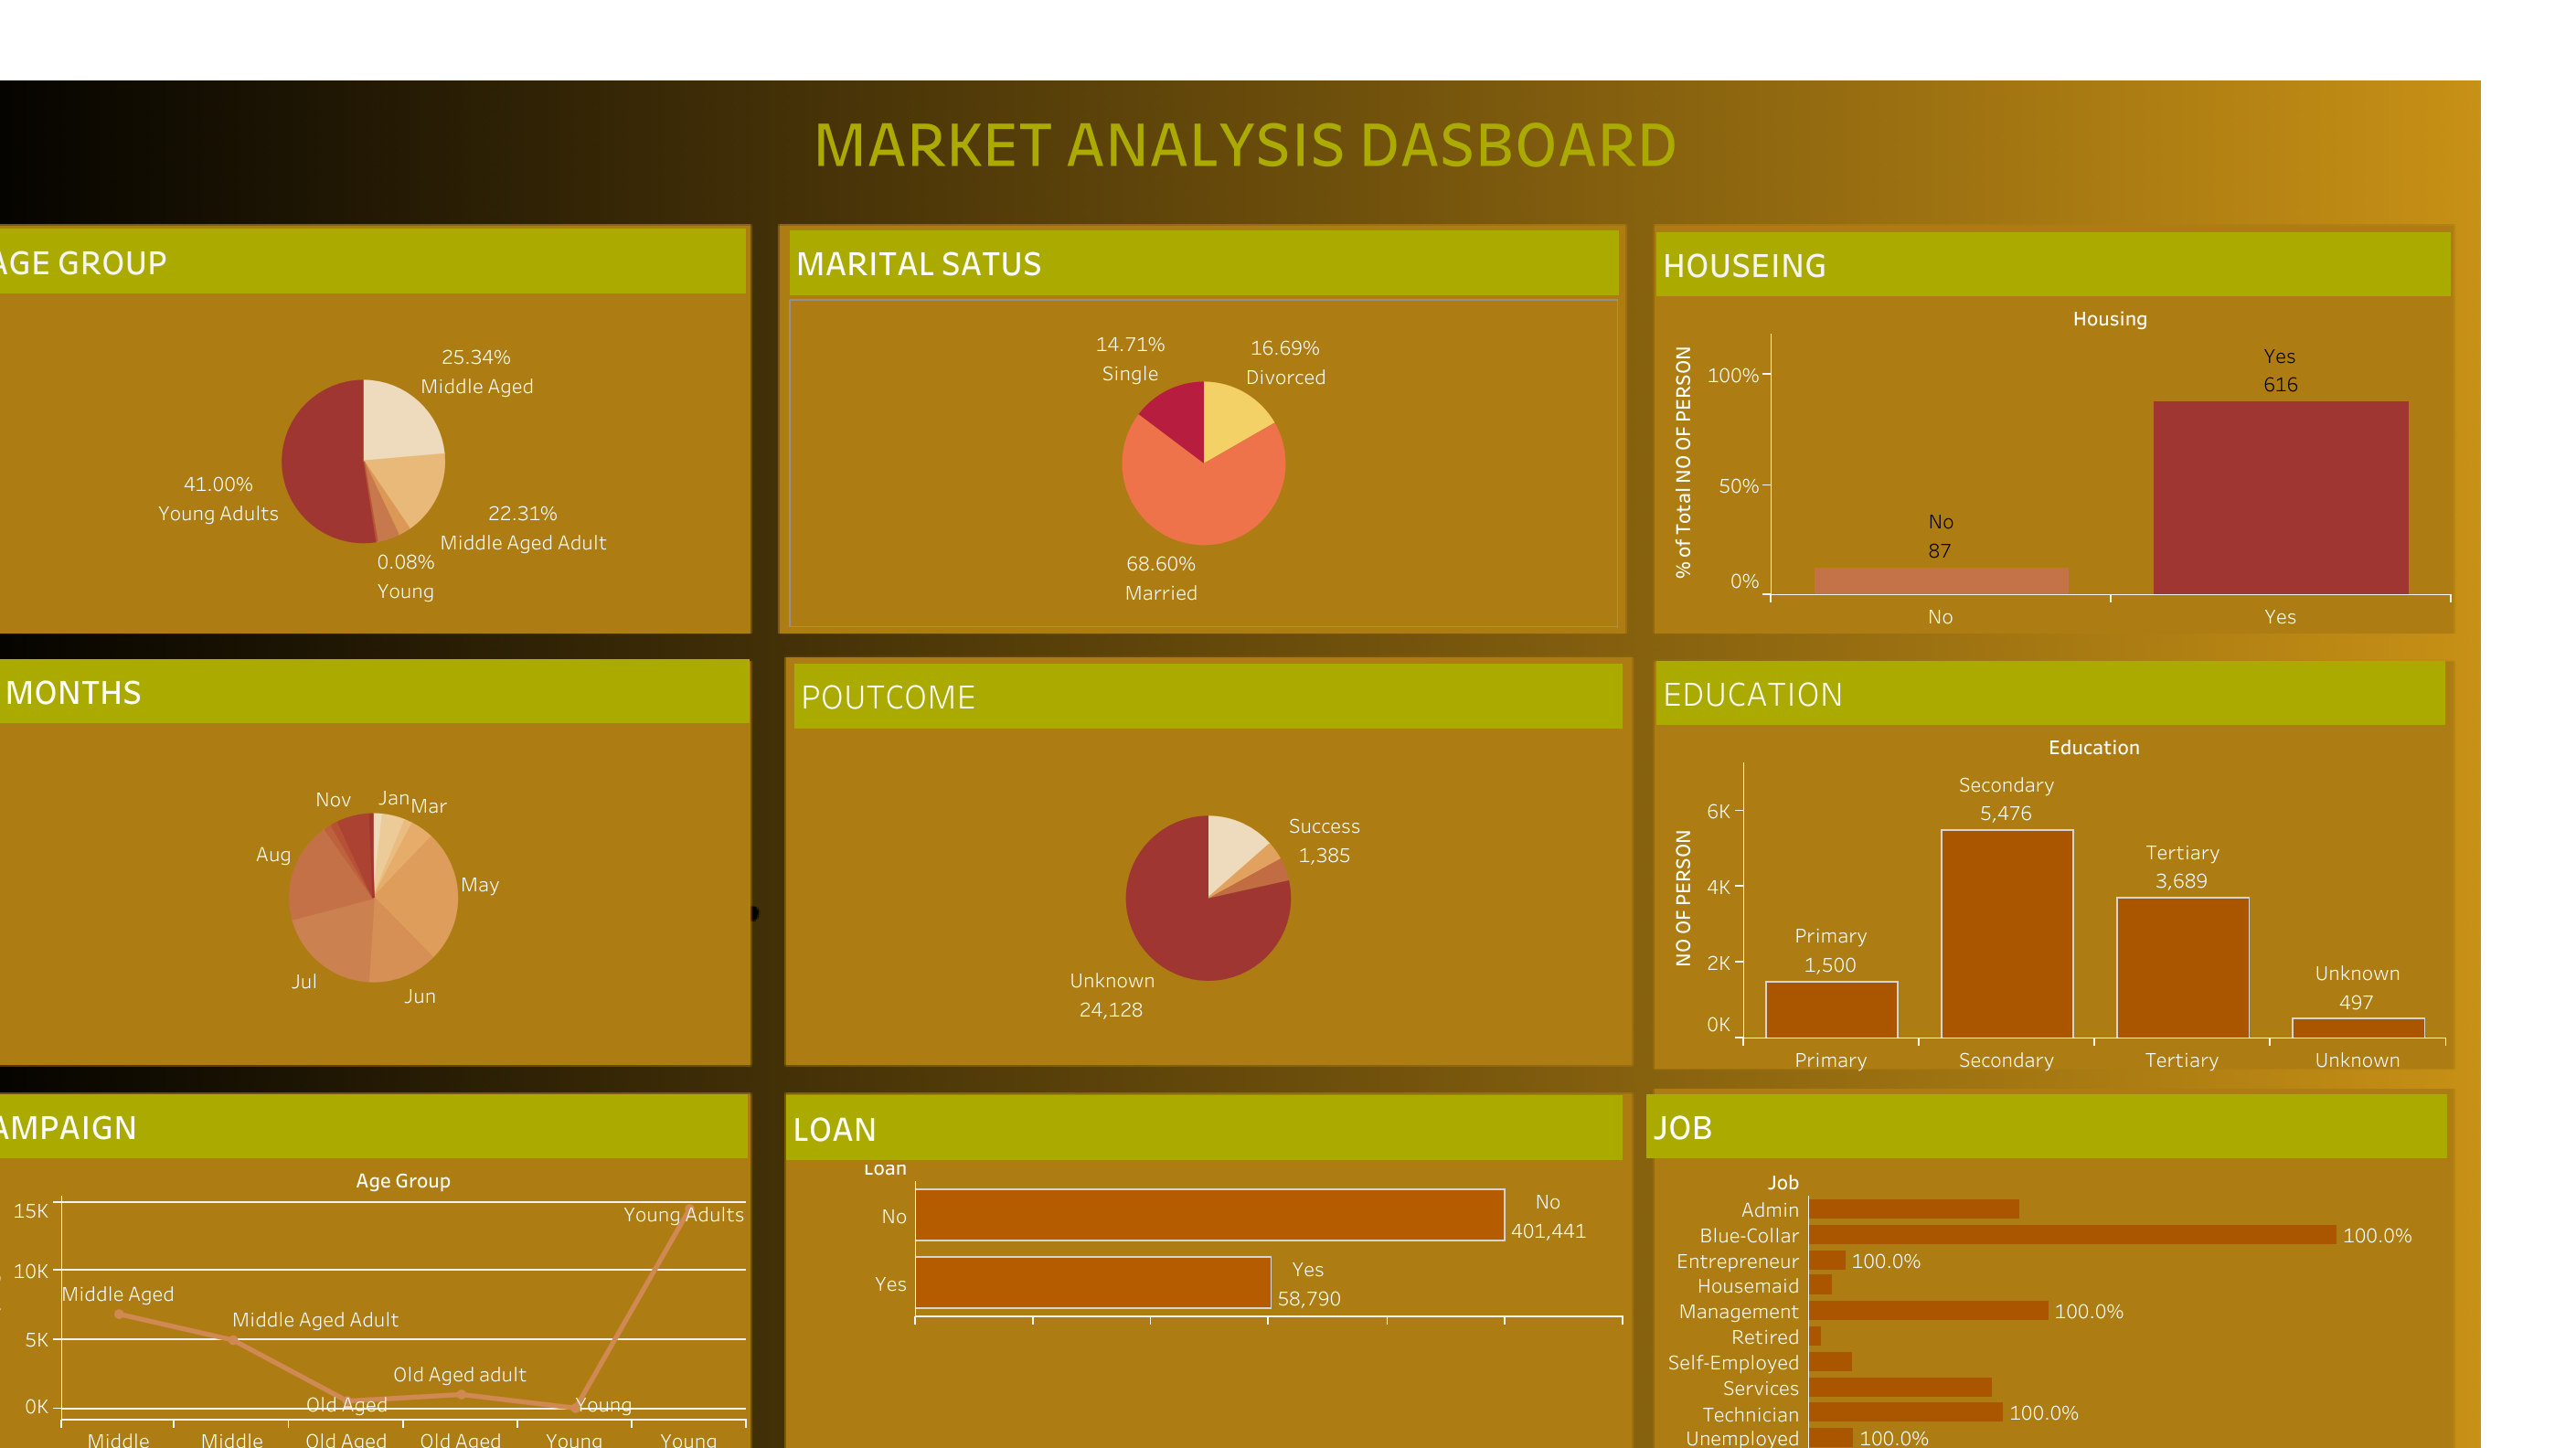 MARKET ANALYSIS DASBOARD
AGE GROUP
25.34%
Middle Aged
41.00%
Young Adults
22.31%
Middle Aged Adult
0.08%
Young
MARITAL SATUS
14.71%
Single
16.69%
Divorced
68.60%
Married
HOUSEING
Housing
% of Total NO OF PERSON
100%
50%
0%
Yes
616
No
87
No
Yes
MONTHS
Nov
Jan
Mar
Aug
May
Jul
Jun
POUTCOME
Success
1,385
Unknown
24,128
EDUCATION
Education
NO OF PERSON
6K
4K
2K
0K
Primary
1,500
Secondary
5,476
Tertiary
3,689
Unknown
497
Primary
Secondary
Tertiary
Unknown
AMPAIGN
Age Group
15K
10K
5K
0K
Middle Aged
Middle Aged Adult
Old Aged
Old Aged adult
Young
Young Adults
Middle
Middle
Old Aged
Old Aged
Young
Young
LOAN
Loan
No
No
401,441
Yes
Yes
58,790
JOB
Job
Admin
Blue-Collar 100.0%
Entrepreneur 100.0%
Housemaid
Management 100.0%
Retired
Self-Employed
Services
Technician 100.0%
Unemployed 100.0%